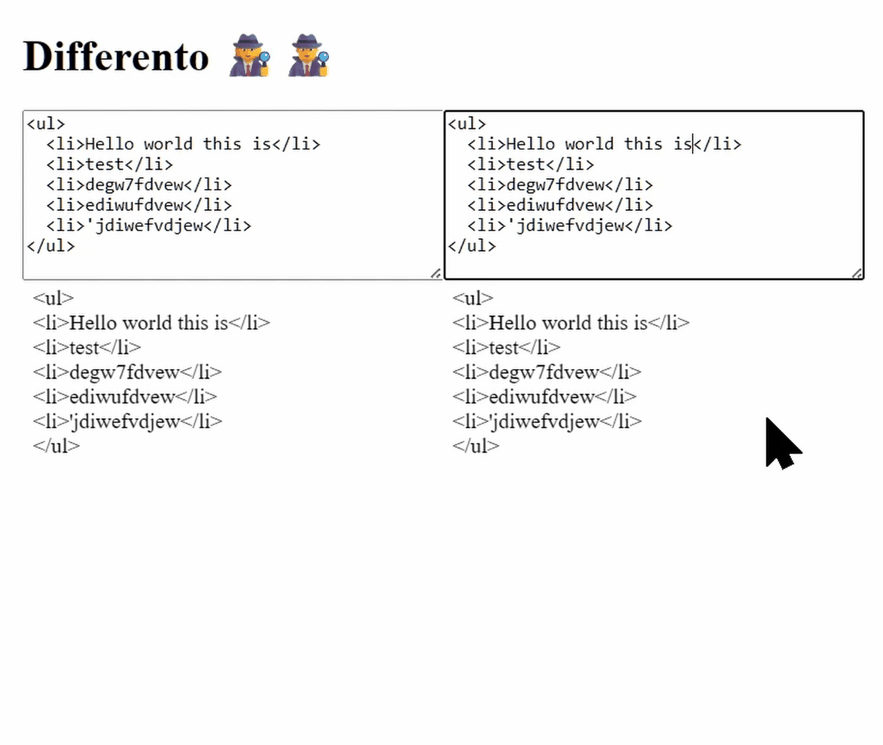 Differento 🕵️‍♀️ 🕵️
<ul>
  <li>Hello world this is</li>
  <li>test</li>
  <li>degw7fdvew</li>
  <li>ediwufdvew</li>
  <li>'jdiwefvdjew</li>
</ul>
<ul>
  <li>Hello world this is</li>
  <li>test</li>
  <li>degw7fdvew</li>
  <li>ediwufdvew</li>
  <li>'jdiwefvdjew</li>
</ul>
<ul>
<li>Hello world this is</li>
<li>test</li>
<li>degw7fdvew</li>
<li>ediwufdvew</li>
<li>'jdiwefvdjew</li>
</ul>
<ul>
<li>Hello world this is</li>
<li>test</li>
<li>degw7fdvew</li>
<li>ediwufdvew</li>
<li>'jdiwefvdjew</li>
</ul>